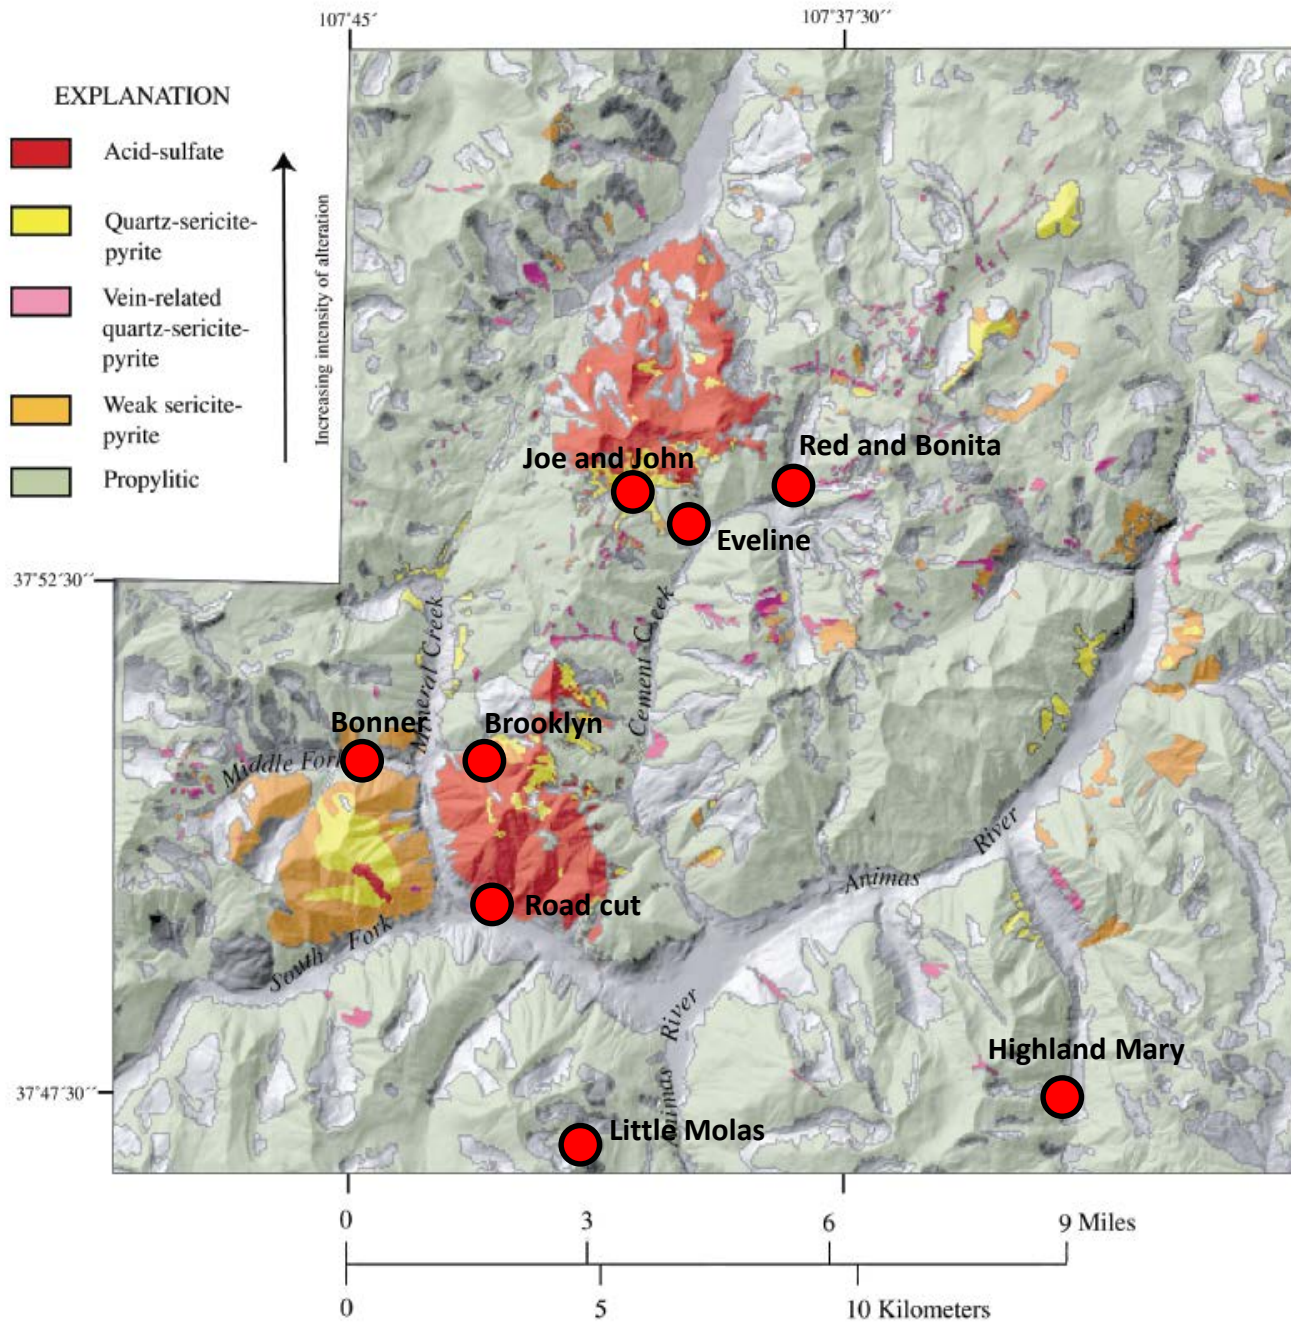 107°45´´
107°37´30´´
EXPLANATION
Acid-sulfate
Quartz-sericite-
pyrite
Vein-related
quartz-sericite-
pyrite
Weak sericite-
pyrite
Propylitic
Increasing intensity of alteration
Joe and John
Red and Bonita
Eveline
37°52´30´´
Mineral Creek
Cement Creek
Bonner
Brooklyn
Middle Fork
Road cut
South Fork
Animas River
Animas River
Highland Mary
37°47´30´´
Little Molas
0 3 6 9 Miles
0 5 10 Kilometers